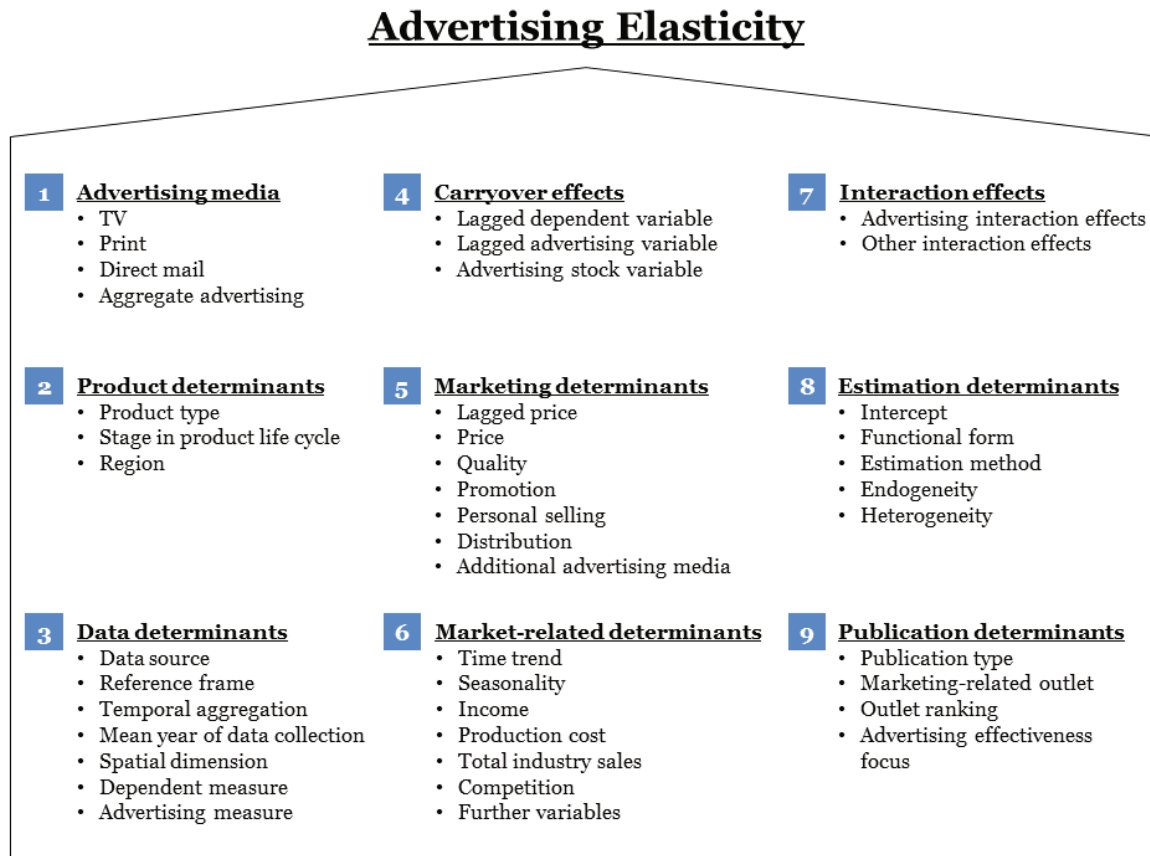 Advertising Elasticity
1 Advertising media
• TV
• Print
• Direct mail
• Aggregate advertising
2 Product determinants
• Product type
• Stage in product life cycle
• Region
3 Data determinants
• Data source
• Reference frame
• Temporal aggregation
• Mean year of data collection
• Spatial dimension
• Dependent measure
• Advertising measure
4 Carryover effects
• Lagged dependent variable
• Lagged advertising variable
• Advertising stock variable
5 Marketing determinants
• Lagged price
• Price
• Quality
• Promotion
• Personal selling
• Distribution
• Additional advertising media
6 Market-related determinants
• Time trend
• Seasonality
• Income
• Production cost
• Total industry sales
• Competition
• Further variables
7 Interaction effects
• Advertising interaction effects
• Other interaction effects
8 Estimation determinants
• Intercept
• Functional form
• Estimation method
• Endogeneity
• Heterogeneity
9 Publication determinants
• Publication type
• Marketing-related outlet
• Outlet ranking
• Advertising effectiveness
focus